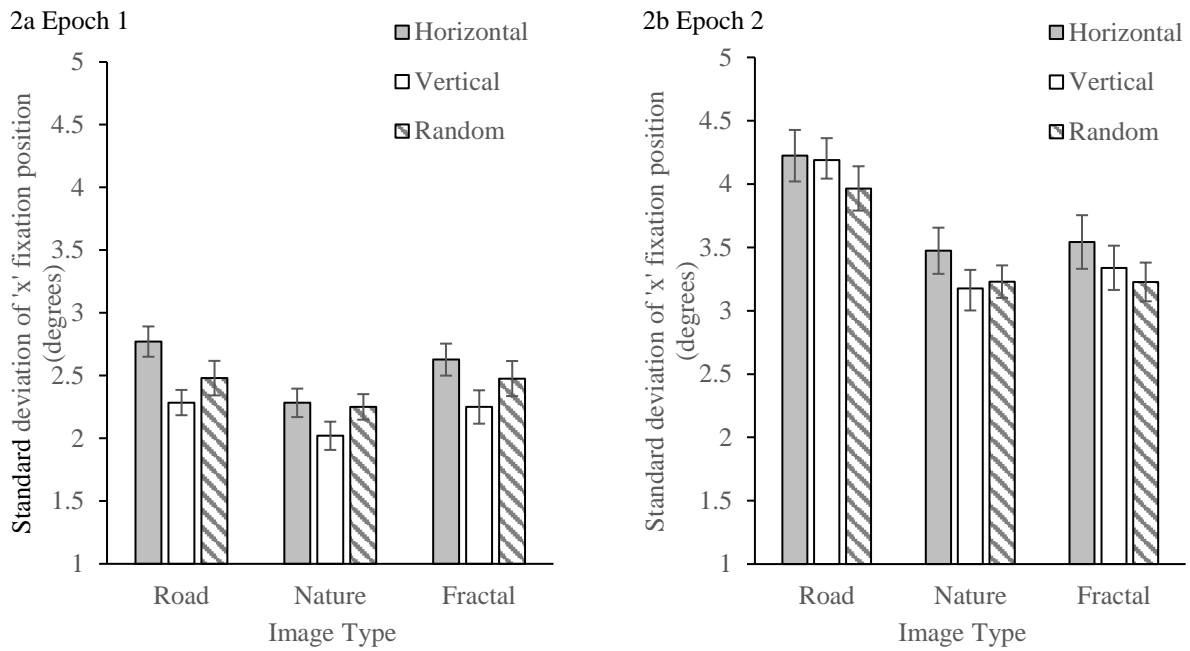 2a Epoch 1
Horizontal
Vertical
Random
5
4.5
4
3.5
3
2.5
2
1.5
1
Standard deviation of 'x' fixation position
(degrees)
Road Nature Fractal
Image Type
2b Epoch 2
Horizontal
Vertical
Random
5
4.5
4
3.5
3
2.5
2
1.5
1
Standard deviation of 'x' fixation position
(degrees)
Road Nature Fractal
Image Type